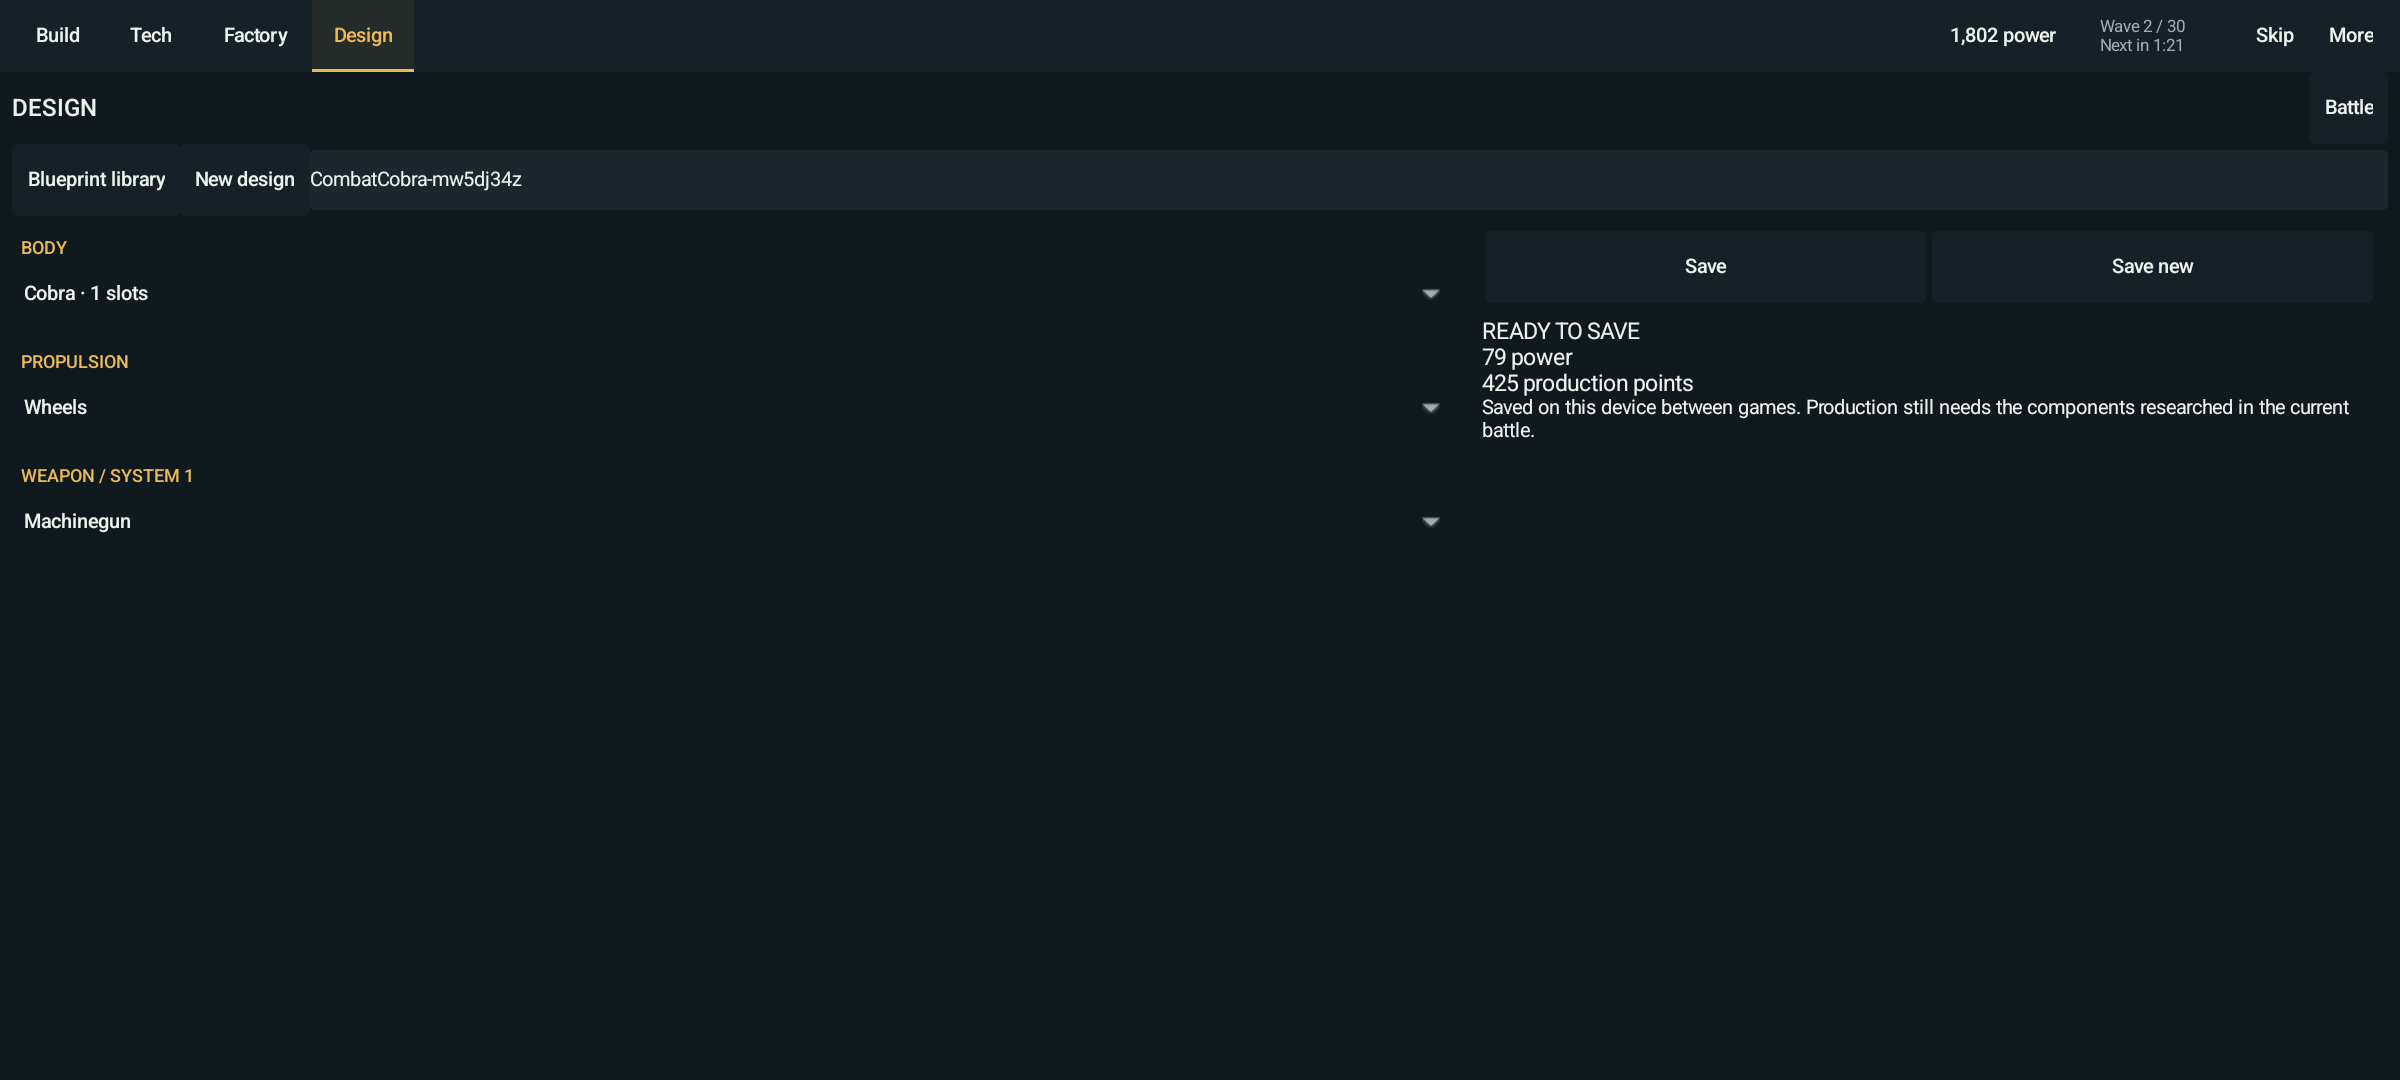 Build Tech Factory Design 1,802 power Wave 2 / 30 Skip More
Next in 1:21
DESIGN Battle
Blueprint library New design CombatCobra-mw5dj34z
BODY
Cobra · 1 slots
PROPULSION
Wheels
WEAPON / SYSTEM 1
Machinegun
Save Save new
READY TO SAVE
79 power
425 production points
Saved on this device between games. Production still needs the components researched in the current
battle.